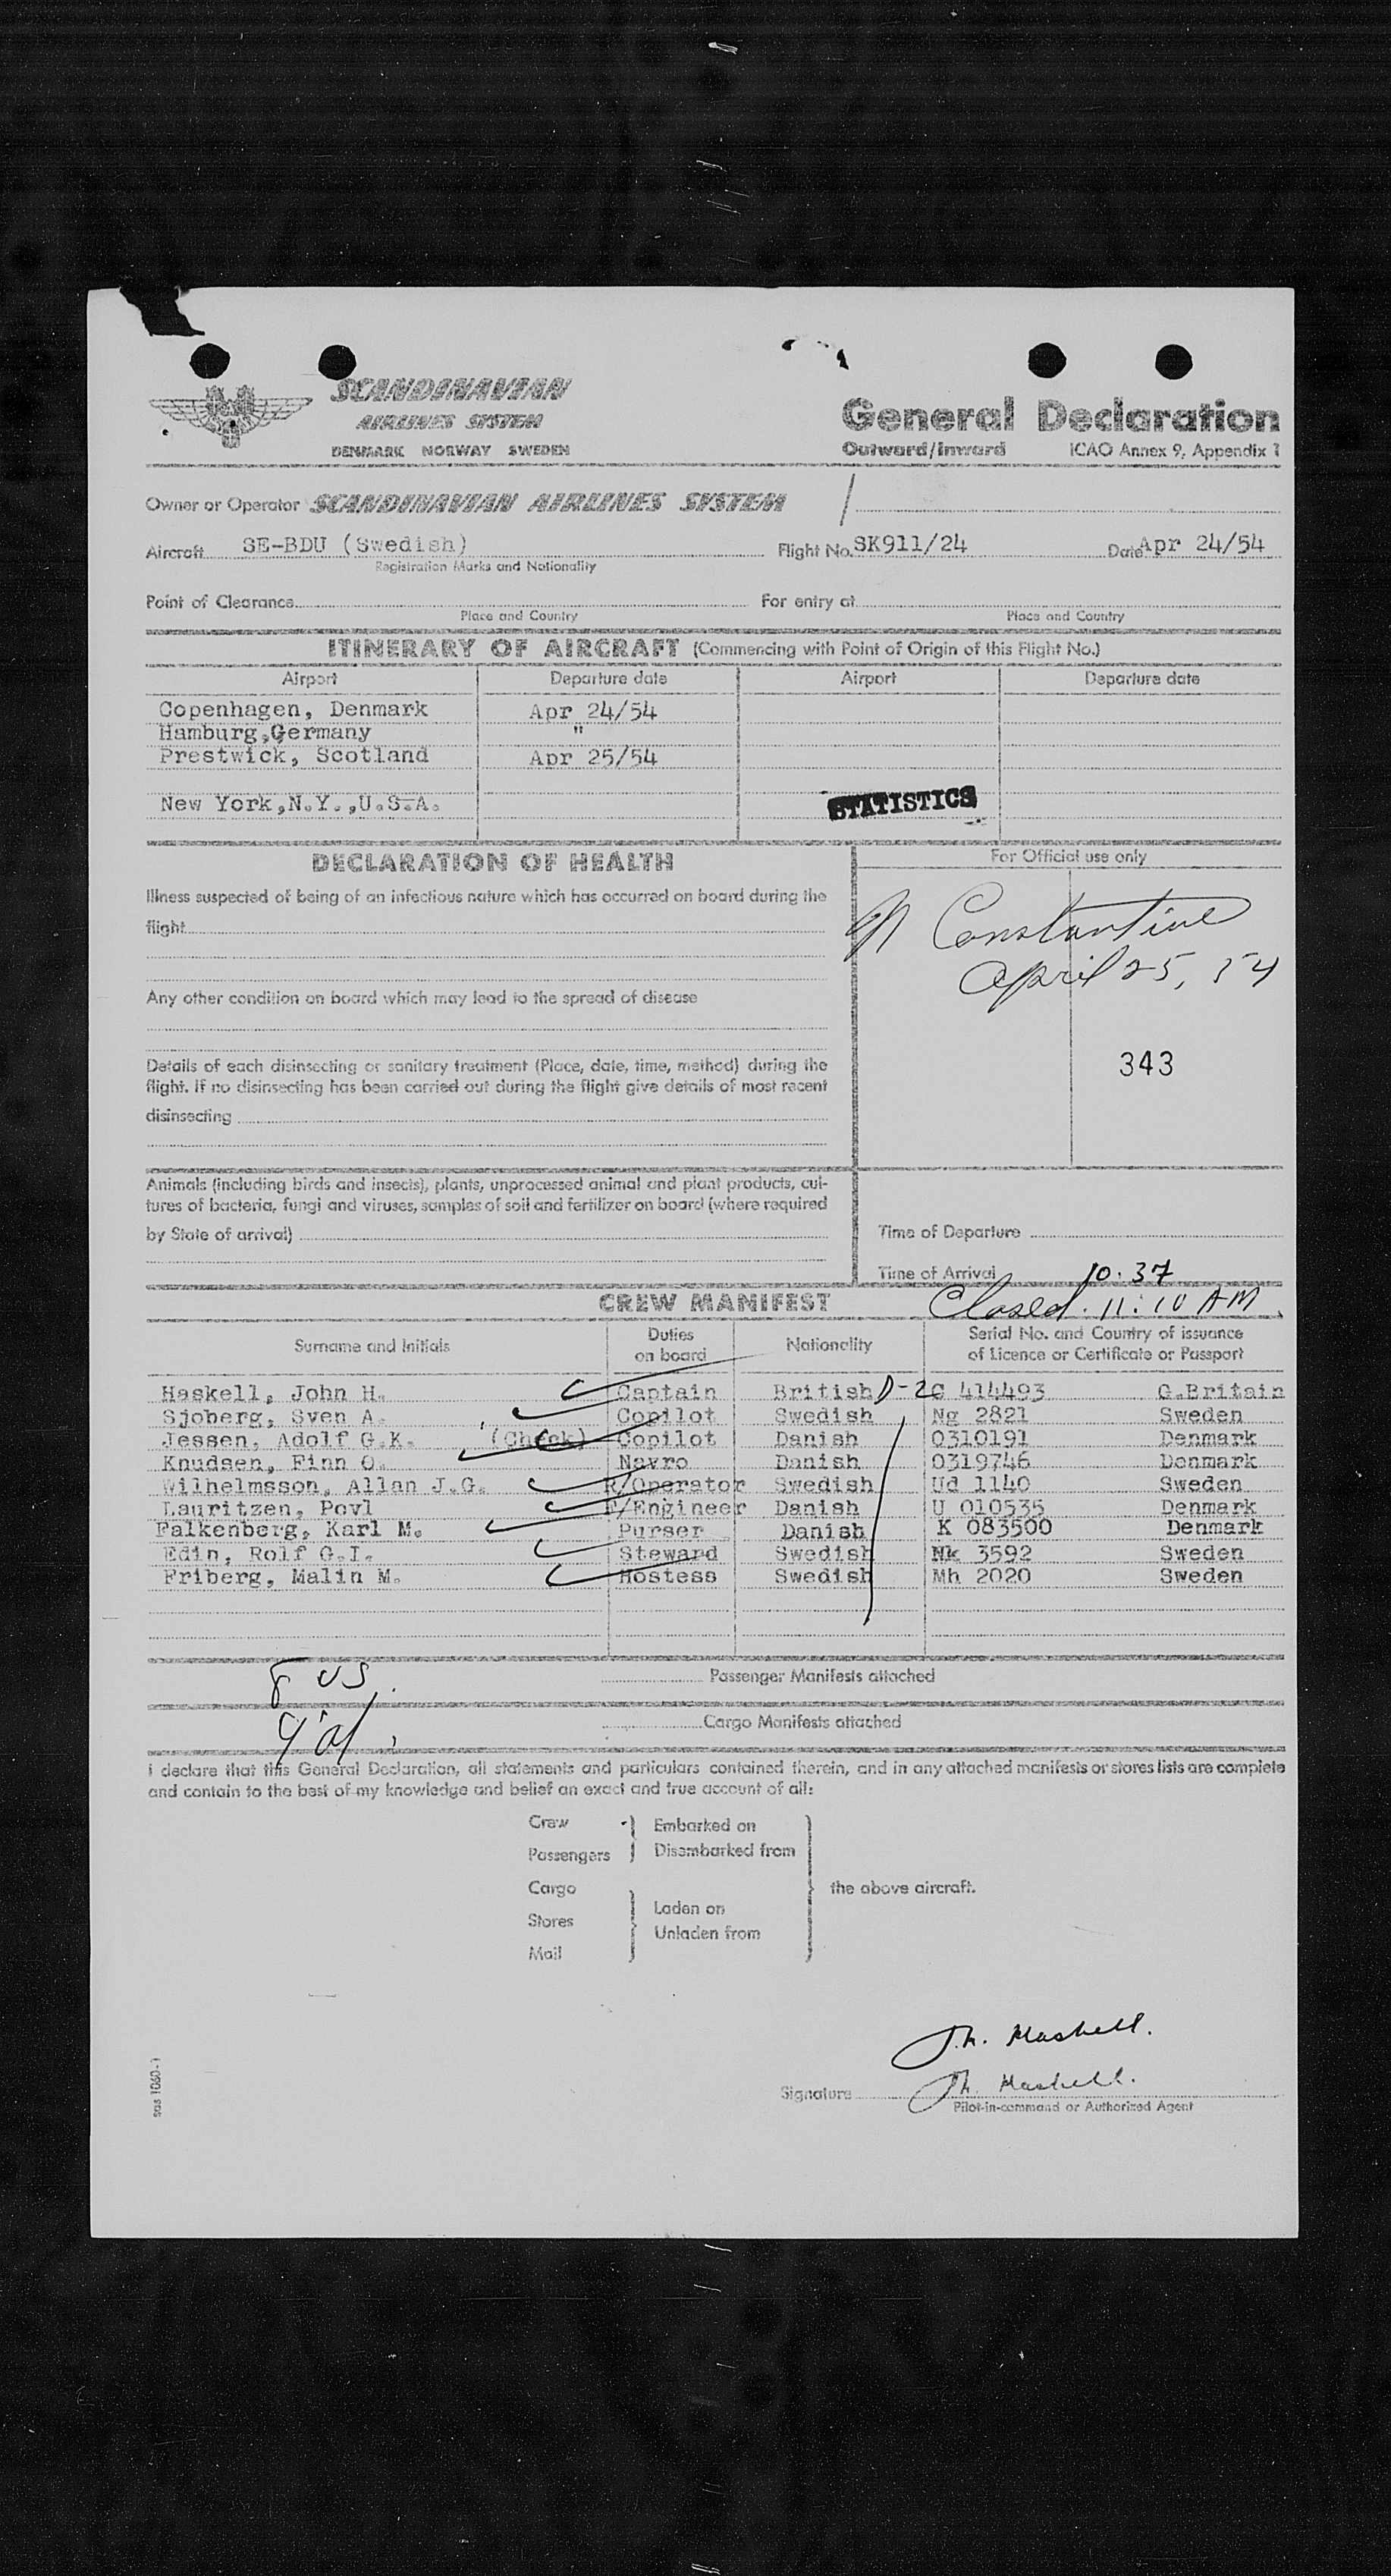 SCANDINAVIAN
AIRLINES SYSTEM
DENMARK NORWAY SWEDEN
General Declaration
Outward/Inward ICAO Annex 9, Appendix 1
Owner or Operator SCANDINAVIAN AIRLINES SYSTEM
Aircraft SE-BDU (Swedish) Flight No. SK911/24 Date Apr 24/54
Registration Marks and Nationality
Point of Clearance For entry at
Place and Country Place and Country
ITINERARY OF AIRCRAFT (Commencing with Point of Origin of this Flight No.)
Airport Departure date Airport Departure date
Copenhagen, Denmark Apr 24/54
Hamburg,Germany "
Prestwick, Scotland Apr 25/54
New York,N.Y.,U.S.A.
STATISTICS
DECLARATION OF HEALTH
For Official use only
Illness suspected of being of an infectious nature which has occurred on board during the
flight
Constantine
April 25, 54
Any other condition on board which may lead to the spread of disease
343
Details of each disinsecting or sanitary treatment (Place, date, time, method) during the
flight. If no disinsecting has been carried out during the flight give details of most recent
disinsecting
Animals (including birds and insects), plants, unprocessed animal and plant products, cul-
tures of bacteria, fungi and viruses, samples of soil and fertilizer on board (where required
by State of arrival)
Time of Departure
Time of Arrival 10.37
Closed. 11:10 AM
CREW MANIFEST
Surname and Initials Duties on board Nationality Serial No. and Country of issuance of Licence or Certificate or Passport
Haskell, John H. Captain British D-2 C 414493 G.Britain
Sjoberg, Sven A. Copilot Swedish Ng 2821 Sweden
Jessen, Adolf G.K. (Check) Copilot Danish 0310191 Denmark
Knudsen, Finn O. Navro Danish 0319746 Denmark
Wilhelmsson, Allan J.G. R/Operator Swedish Ud 1140 Sweden
Lauritzen, Povl F/Engineer Danish U 010535 Denmark
Falkenberg, Karl M. Purser Danish K 083500 Denmark
Edin, Rolf G.I. Steward Swedish Nk 3592 Sweden
Friberg, Malin M. Hostess Swedish Mh 2020 Sweden
8 US.
Passenger Manifests attached
Cargo Manifests attached
I declare that this General Declaration, all statements and particulars contained therein, and in any attached manifests or stores lists are complete
and contain to the best of my knowledge and belief an exact and true account of all:
Crew
Passengers
Embarked on
Disembarked from
Cargo
Stores
Mail
Laden on
Unladen from
the above aircraft.
J.H. Haskell.
Signature J H. Haskell.
Pilot-in-command or Authorized Agent
sas 1060-1